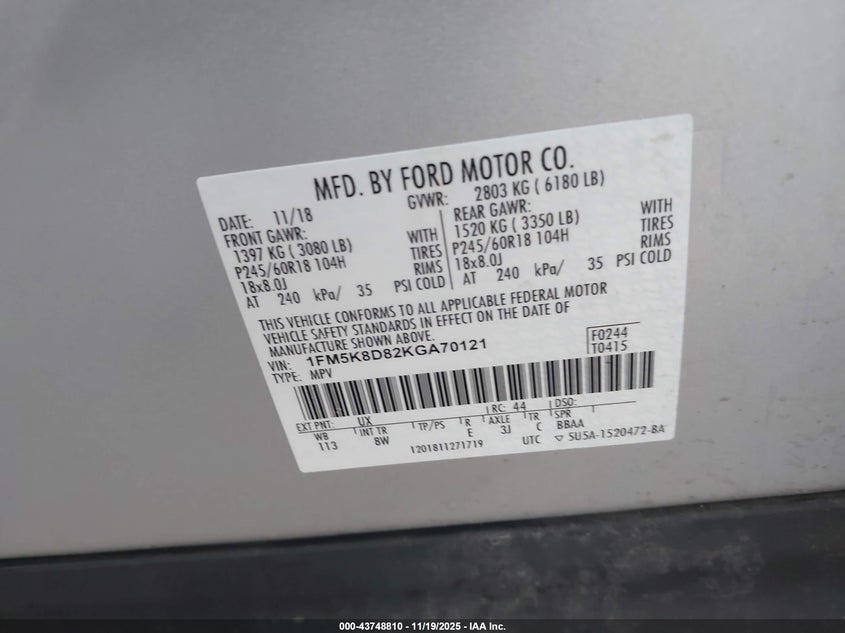 MFD. BY FORD MOTOR CO.
DATE: 11/18
GVWR: 2803 KG ( 6180 LB)
FRONT GAWR:
1397 KG ( 3080 LB) WITH
P245/60R18 104H TIRES
18x8.0J RIMS
AT 240 kPa/ 35 PSI COLD
REAR GAWR:
1520 KG ( 3350 LB) WITH
P245/60R18 104H TIRES
18x8.0J RIMS
AT 240 kPa/ 35 PSI COLD
THIS VEHICLE CONFORMS TO ALL APPLICABLE FEDERAL MOTOR
VEHICLE SAFETY STANDARDS IN EFFECT ON THE DATE OF
MANUFACTURE SHOWN ABOVE.
VIN: 1FM5K8D82KGA70121
TYPE: MPV
F0244
T0415
EXT PNT: UX RC: 44 DSO:
WB INT TR TP/PS R AXLE TR SPR
113 8W E 3J C BBAA
1201811271719 UTC ▽ 5U5A-1520472-BA
000-43748810 - 11/19/2025 - IAA Inc.